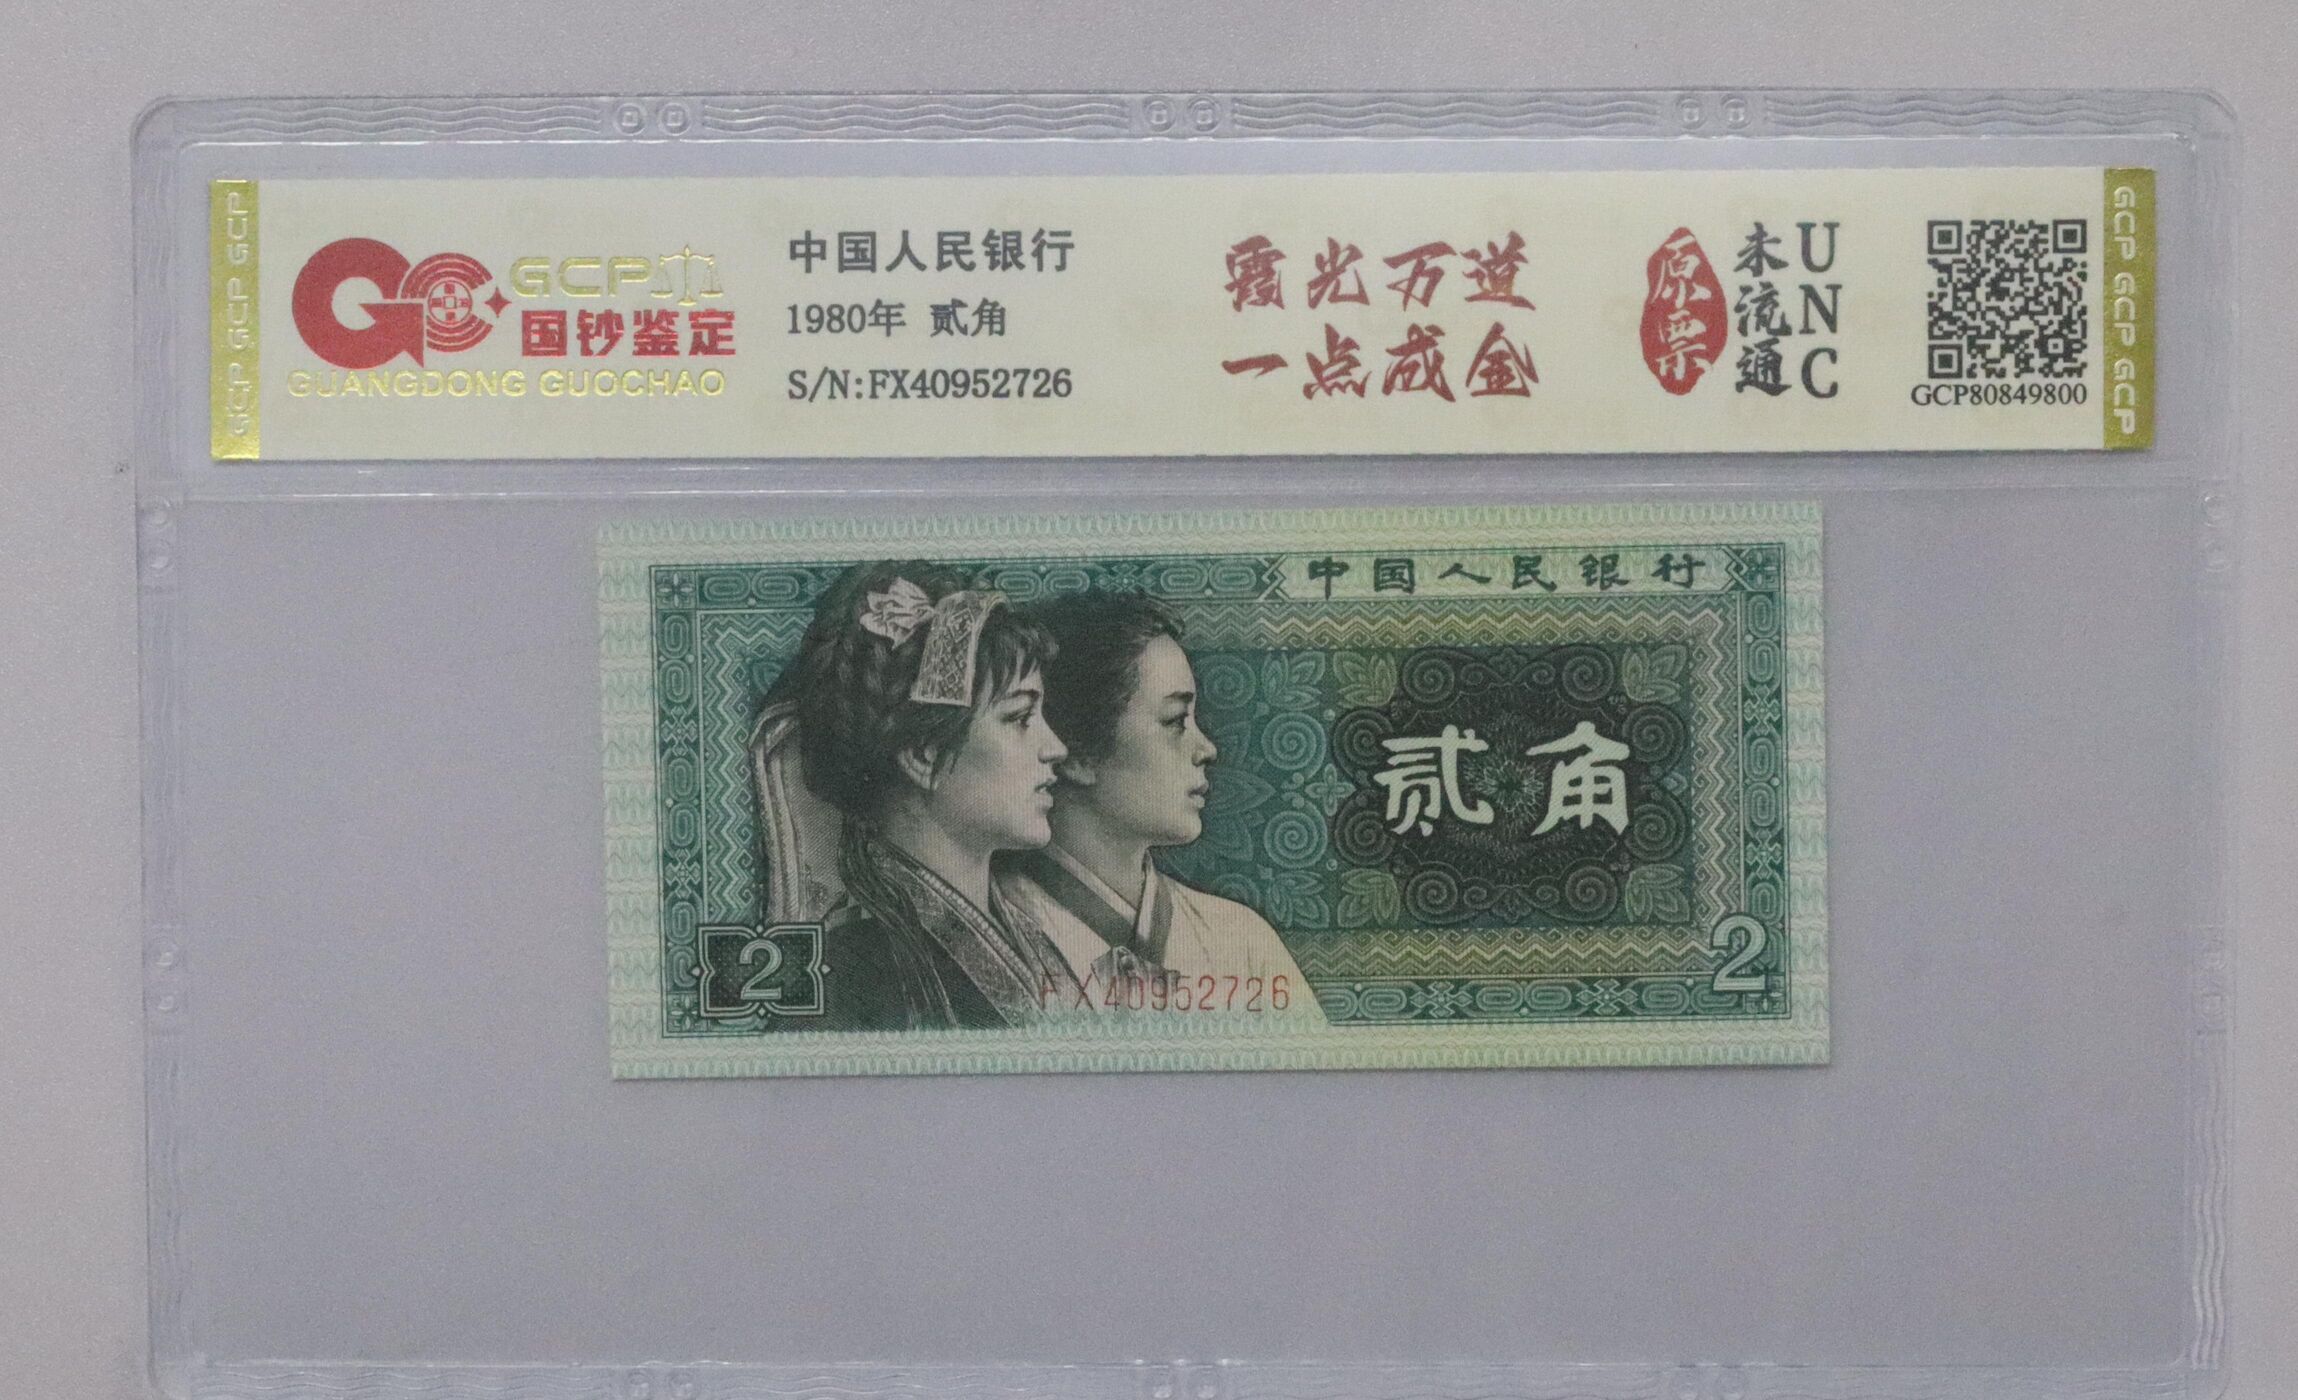 GCP GCP GCP
GCP
国钞鉴定
GUANGDONG GUOCHAO
中国人民银行
1980年 贰角
S/N:FX40952726
霞光万道
一点成金
原票
未流通
UNC
GCP80849800
GCP GCP GCP
中国人民银行
贰角
2
2
FX40952726